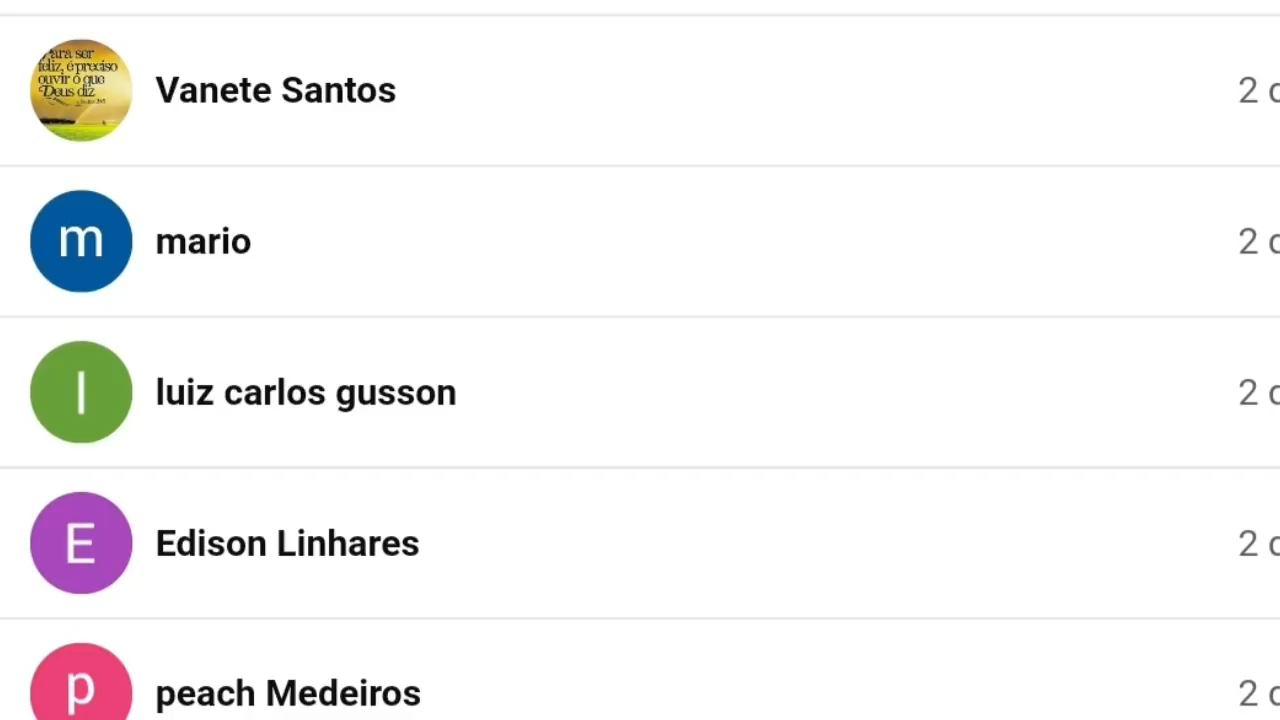 Para ser
feliz, é preciso
ouvir o que
Deus diz
Vanete Santos
2
m
mario
2
l
luiz carlos gusson
2
E
Edison Linhares
2
p
peach Medeiros
2